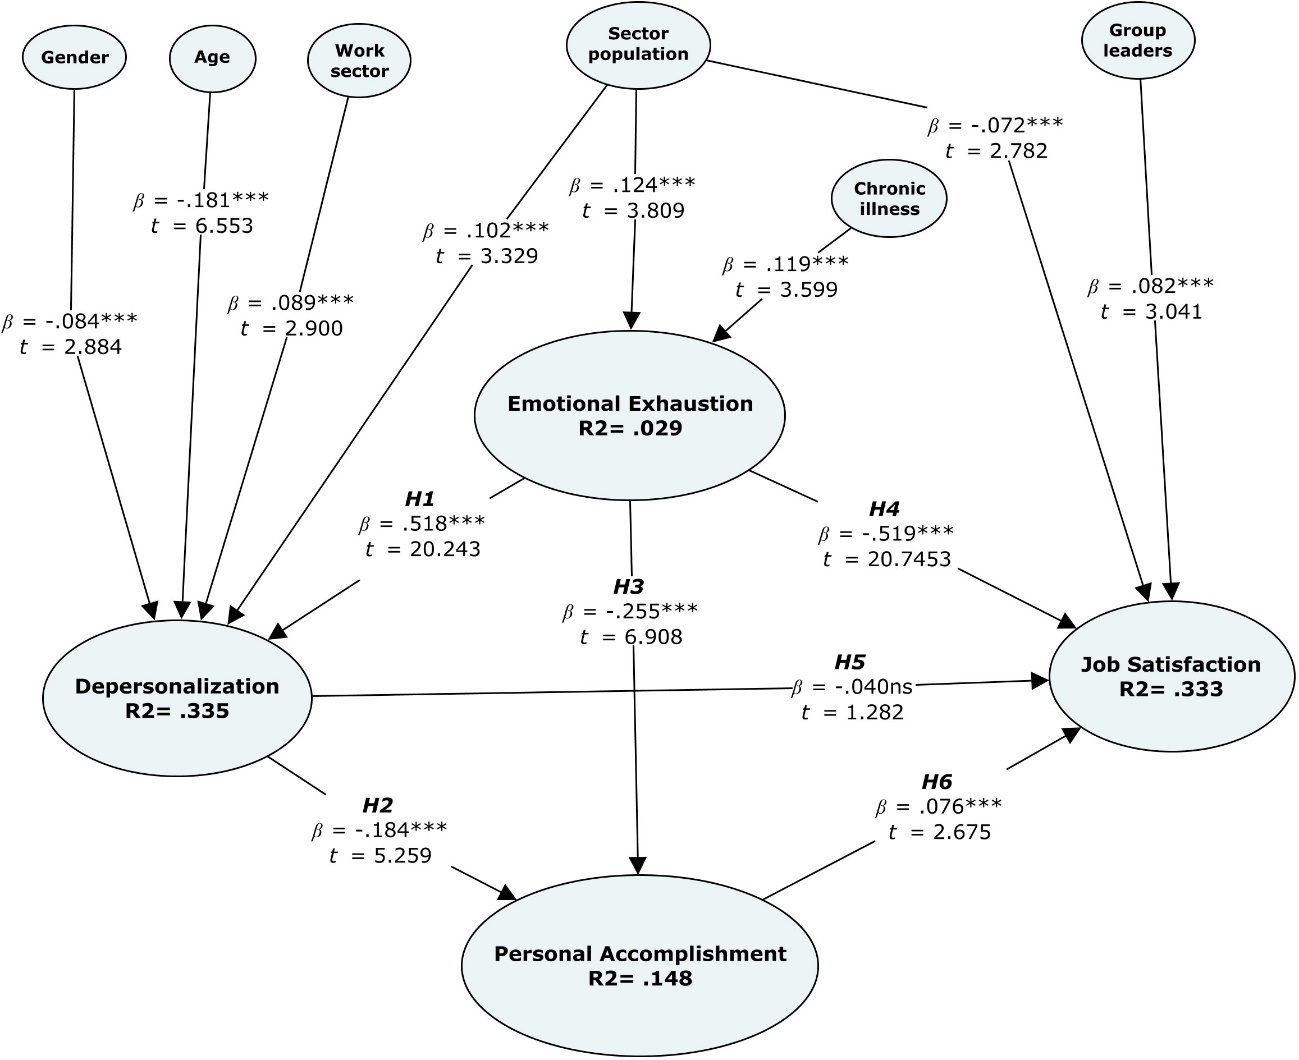 Gender
Age
Work
sector
Sector
population
Group
leaders
β = -.072***
t = 2.782
Chronic
illness
β = -.181***
t = 6.553
β = .124***
t = 3.809
β = .102***
t = 3.329
β = .119***
t = 3.599
β = .082***
t = 3.041
β = .089***
t = 2.900
β = -.084***
t = 2.884
Emotional Exhaustion
R2= .029
H1
β = .518***
t = 20.243
H4
β = -.519***
t = 20.7453
H3
β = -.255***
t = 6.908
Depersonalization
R2= .335
H5
β = -.040ns
t = 1.282
Job Satisfaction
R2= .333
H2
β = -.184***
t = 5.259
H6
β = .076***
t = 2.675
Personal Accomplishment
R2= .148